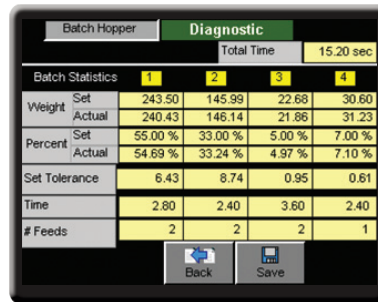 Batch Hopper Diagnostic
Total Time 15.20 sec
Batch Statistics 1 2 3 4
Weight Set 243.50 145.99 22.68 30.60
Actual 240.43 146.14 21.86 31.23
Percent Set 55.00 % 33.00 % 5.00 % 7.00 %
Actual 54.69 % 33.24 % 4.97 % 7.10 %
Set Tolerance 6.43 8.74 0.95 0.61
Time 2.80 2.40 3.60 2.40
# Feeds 2 2 2 1
Back Save